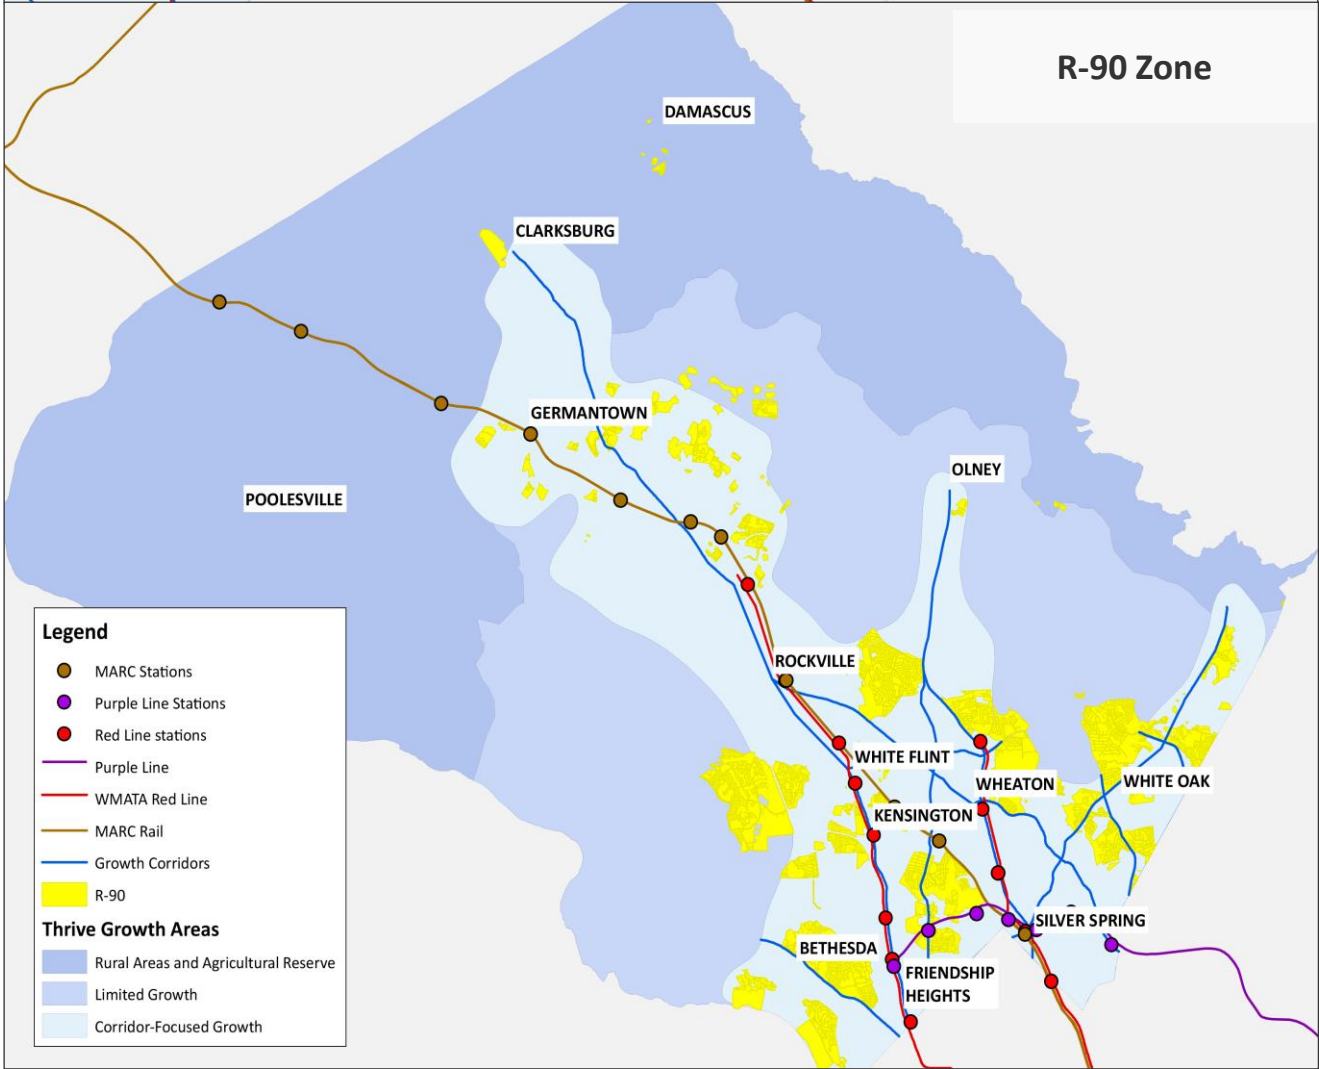 R-90 Zone
DAMASCUS
CLARKSBURG
GERMANTOWN
OLNEY
POOLESVILLE
ROCKVILLE
WHITE FLINT
WHEATON
WHITE OAK
KENSINGTON
SILVER SPRING
BETHESDA
FRIENDSHIP
HEIGHTS
Legend
MARC Stations
Purple Line Stations
Red Line stations
Purple Line
WMATA Red Line
MARC Rail
Growth Corridors
R-90
Thrive Growth Areas
Rural Areas and Agricultural Reserve
Limited Growth
Corridor-Focused Growth